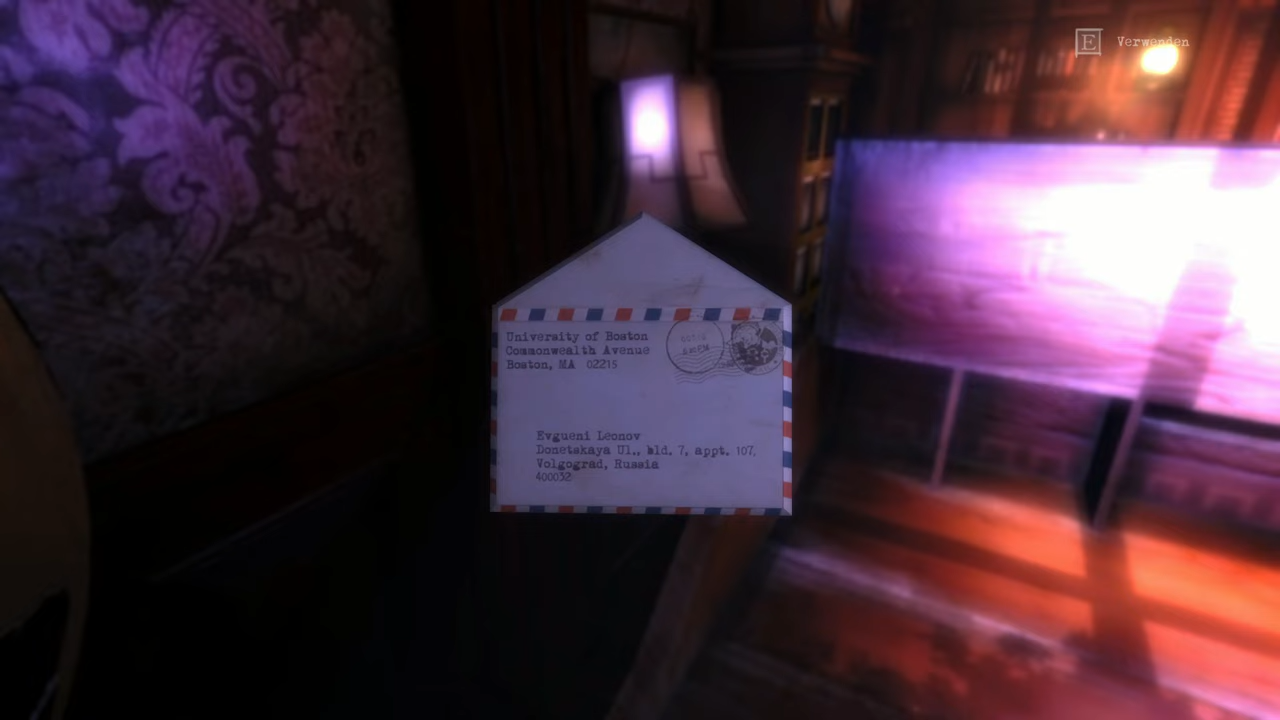 E Verwenden
University of Boston
Commonwealth Avenue
Boston, MA 02215
Evgueni Leonov
Donetskaya Ul., bld. 7, appt. 107,
Volgograd, Russia
400032